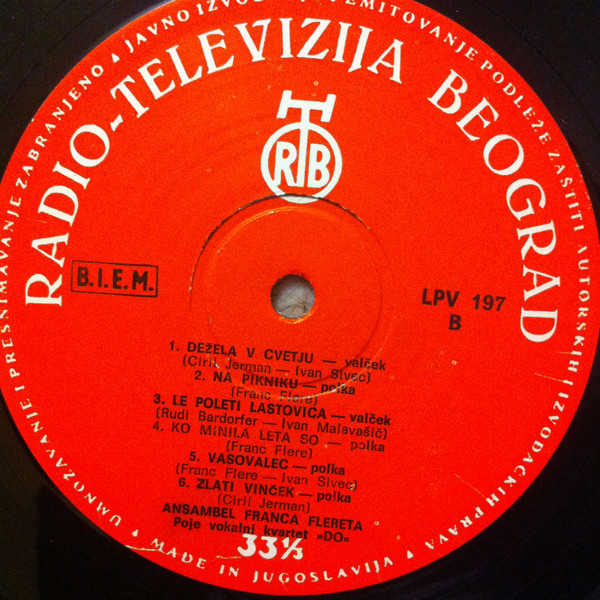 UMNOŽAVANJE I PRESNIMAVANJE ZABRANJENO ▲ JAVNO IZVOĐ EMITOVANJE PODLEŽE ZAŠTITI AUTORSKIH I IZVOĐAČKIH PRAVA ▲
RADIO-TELEVIZIJA BEOGRAD
RTB
B.I.E.M.
LPV 197
B
1. DEŽELA V CVETJU — valček
(Ciril Jerman — Ivan Sivec)
2. NA PIKNIKU — polka
(Franc Flere)
3. LE POLETI LASTOVICA — valček
(Rudi Bardorfer — Ivan Malavašič)
4. KO MINILA LETA SO — polka
(Franc Flere)
5. VASOVALEC — polka
(Franc Flere — Ivan Sivec)
6. ZLATI VINČEK — polka
(Ciril Jerman)
ANSAMBEL FRANCA FLERETA
Poje vokalni kvartet »DO«
33⅓
MADE IN JUGOSLAVIJA